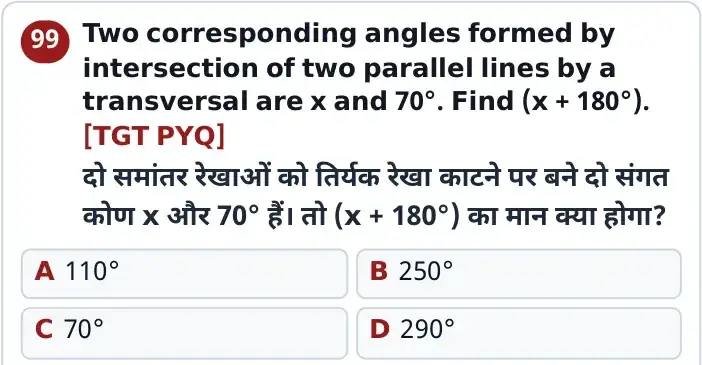 99 Two corresponding angles formed by
intersection of two parallel lines by a
transversal are x and 70°. Find (x + 180°).
[TGT PYQ]
दो समांतर रेखाओं को तिर्यक रेखा काटने पर बने दो संगत
कोण x और 70° हैं। तो (x + 180°) का मान क्या होगा?
A 110°
B 250°
C 70°
D 290°